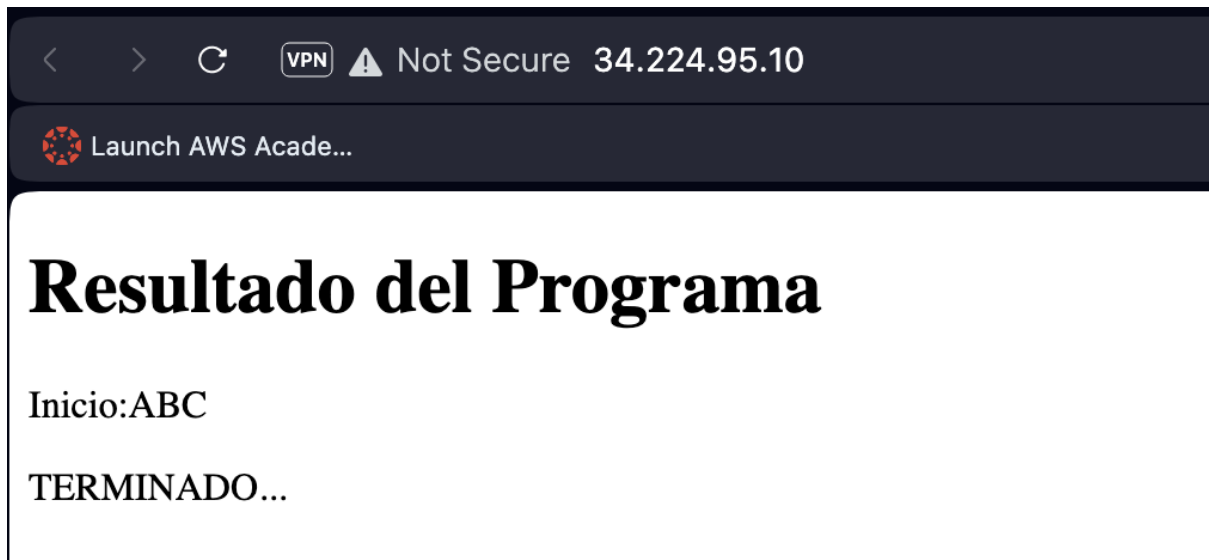 VPN Not Secure 34.224.95.10
Launch AWS Acade...
Resultado del Programa
Inicio:ABC
TERMINADO...